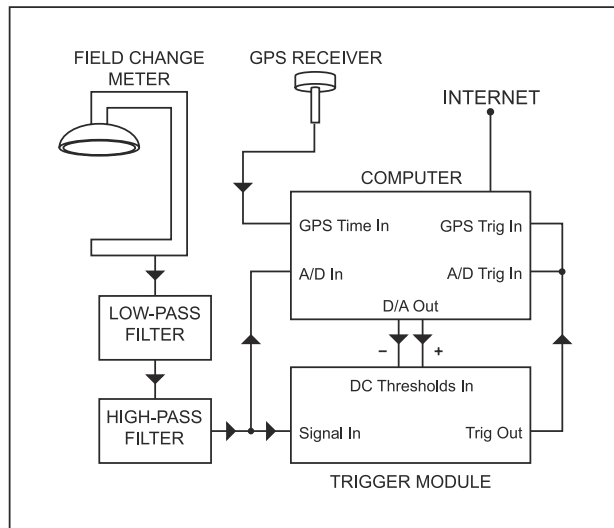 FIELD CHANGE
METER
GPS RECEIVER
INTERNET
COMPUTER
GPS Time In
GPS Trig In
A/D In
A/D Trig In
D/A Out
LOW-PASS
FILTER
– +
DC Thresholds In
HIGH-PASS
FILTER
Signal In
Trig Out
TRIGGER MODULE